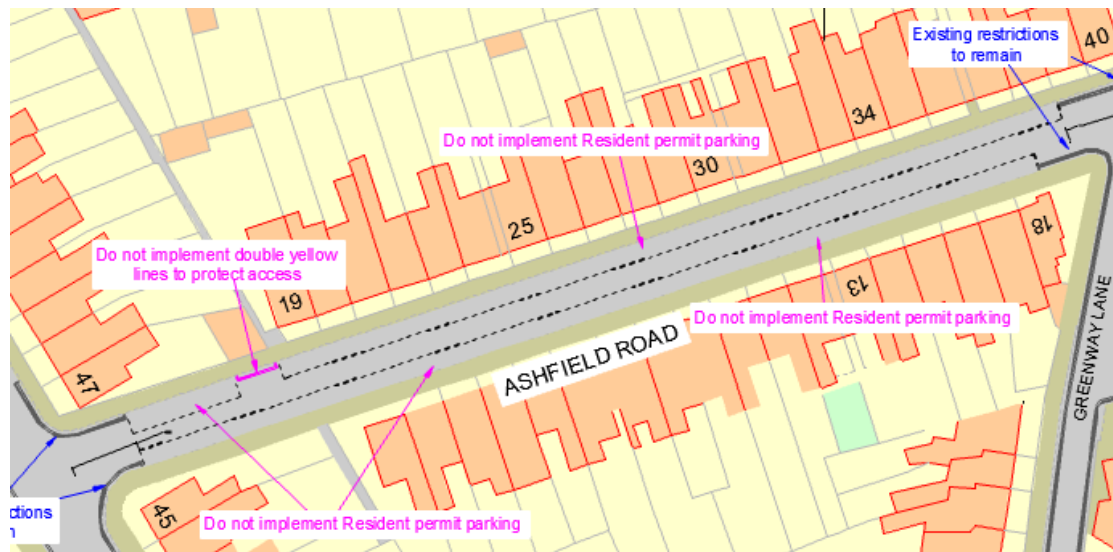 Existing restrictions
to remain
40
34
Do not implement Resident permit parking
30
25
18
Do not implement double yellow
lines to protect access
19
13
Do not implement Resident permit parking
ASHFIELD ROAD
GREENWAY LANE
47
45
Do not implement Resident permit parking